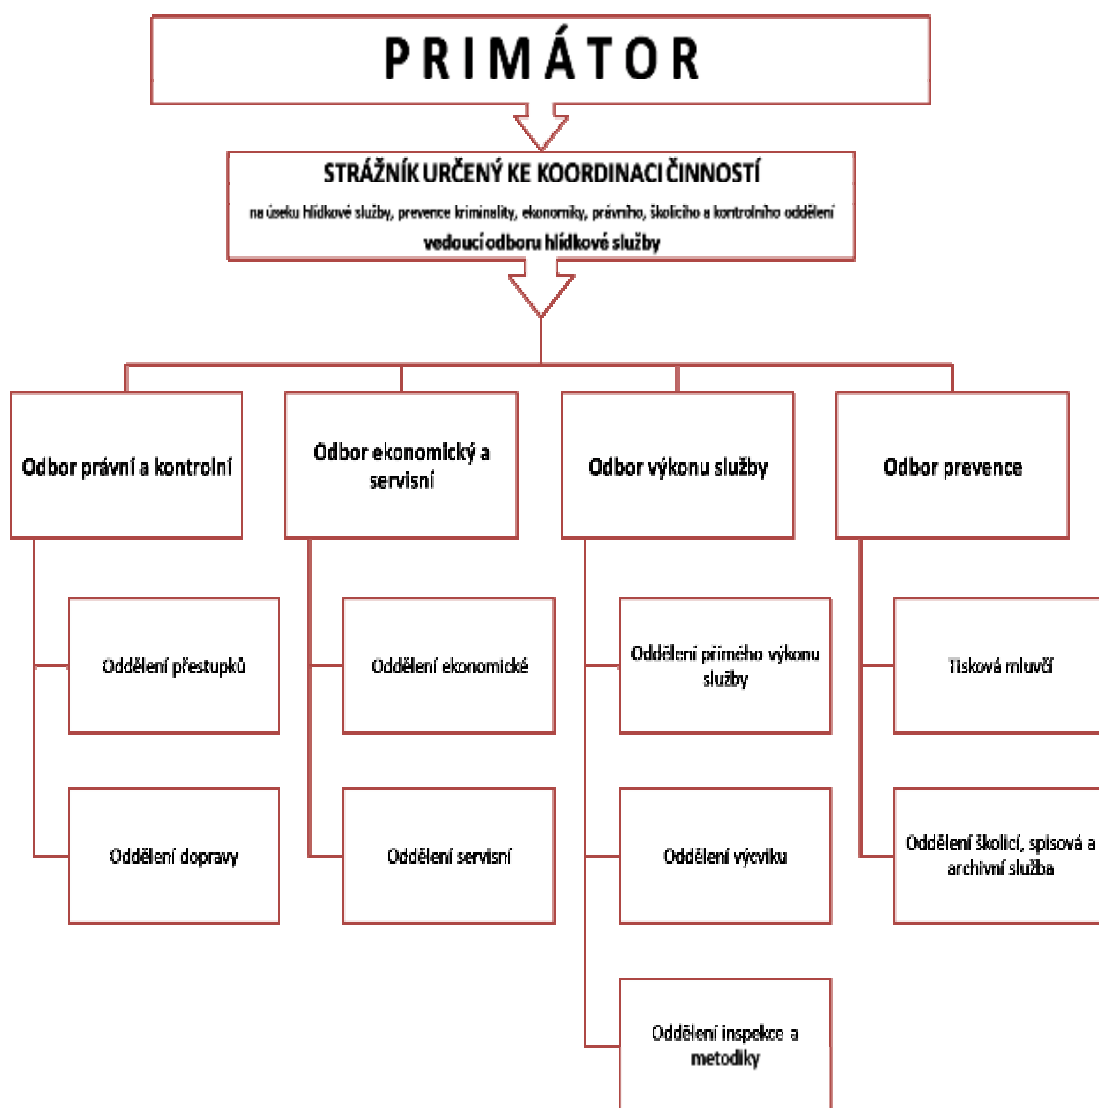 PRIMÁTOR
STRÁŽNÍK URČENÝ KE KOORDINACI ČINNOSTÍ
na úseku hlídkové služby, prevence kriminality, ekonomiky, právního, školicího a kontrolního oddělení
vedoucí odboru hlídkové služby
Odbor právní a kontrolní
Oddělení přestupků
Oddělení dopravy
Odbor ekonomický a
servisní
Oddělení ekonomické
Oddělení servisní
Odbor výkonu služby
Oddělení přímého výkonu
služby
Oddělení výcviku
Oddělení inspekce a
metodiky
Odbor prevence
Tisková mluvčí
Oddělení školicí, spisová a
archivní služba